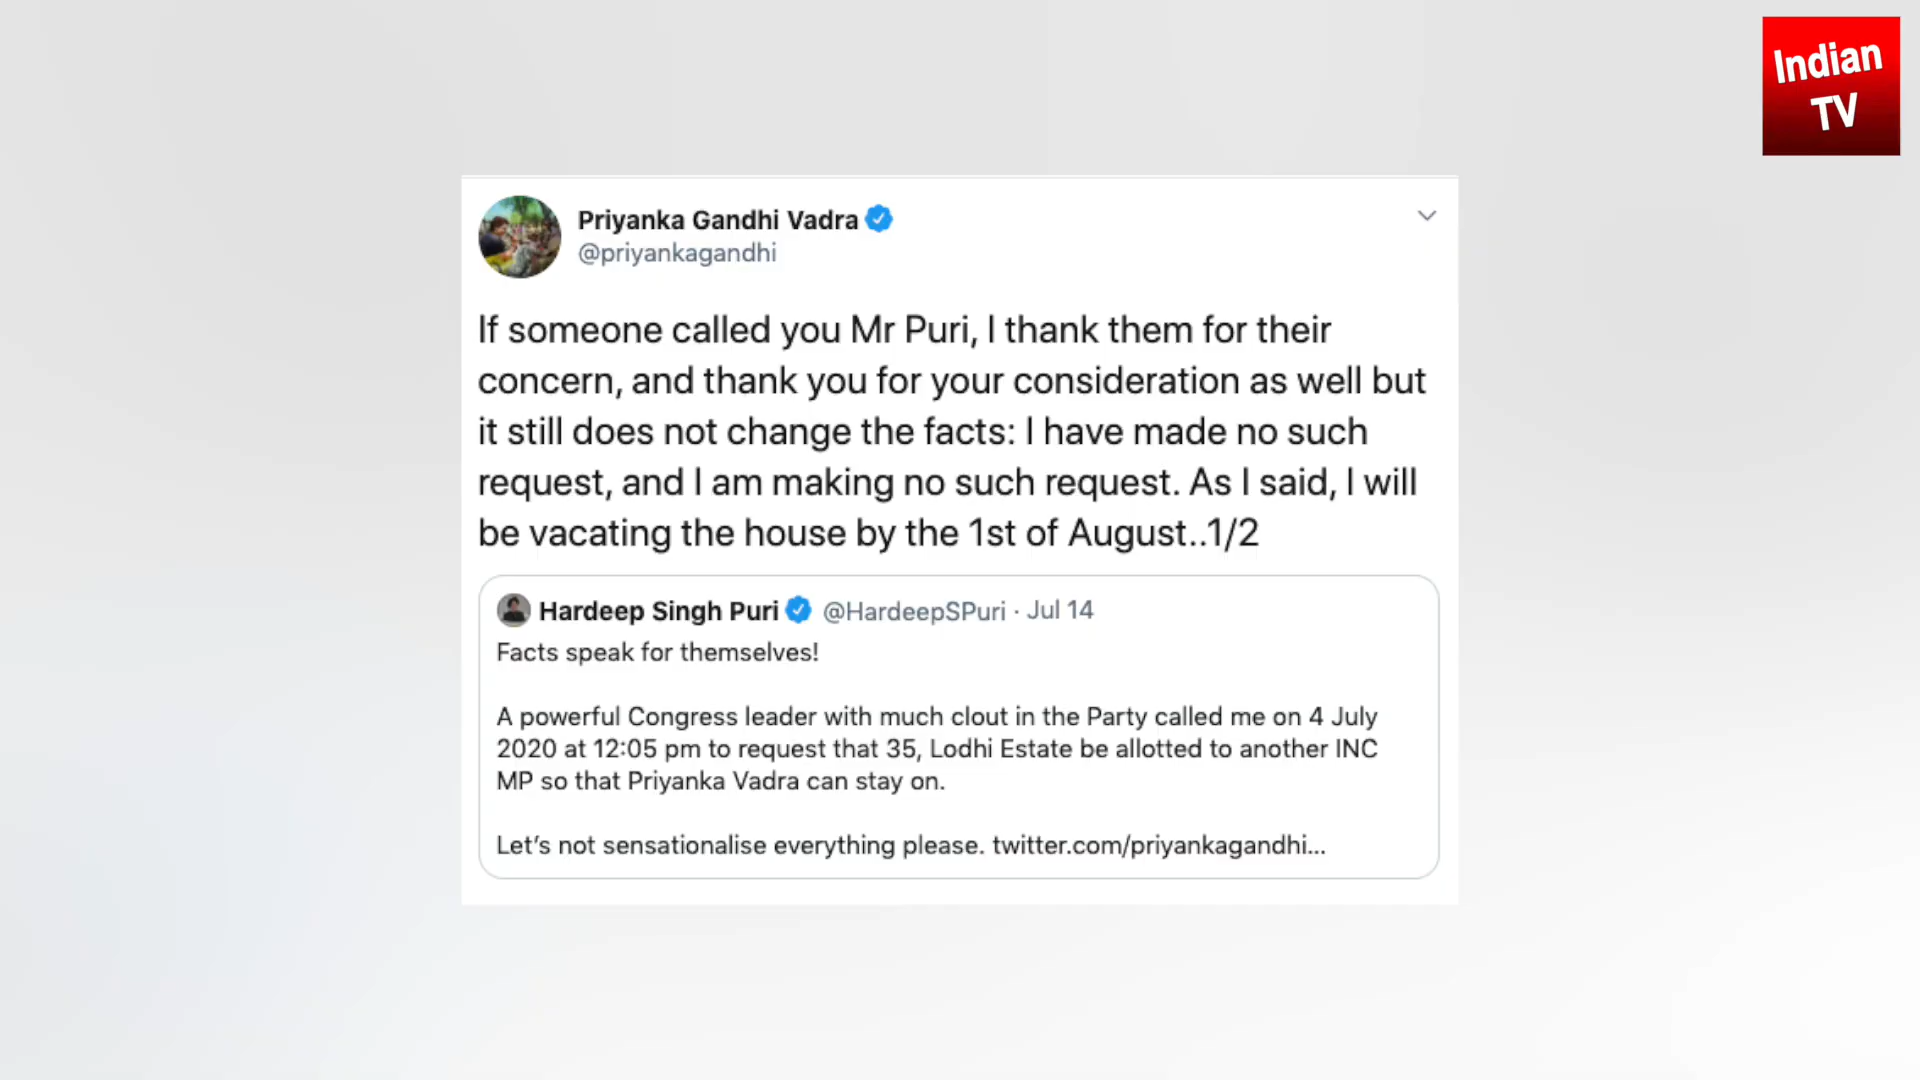 Indian
TV
Priyanka Gandhi Vadra
@priyankagandhi
If someone called you Mr Puri, I thank them for their
concern, and thank you for your consideration as well but
it still does not change the facts: I have made no such
request, and I am making no such request. As I said, I will
be vacating the house by the 1st of August..1/2
Hardeep Singh Puri @HardeepSPuri · Jul 14
Facts speak for themselves!
A powerful Congress leader with much clout in the Party called me on 4 July
2020 at 12:05 pm to request that 35, Lodhi Estate be allotted to another INC
MP so that Priyanka Vadra can stay on.
Let’s not sensationalise everything please. twitter.com/priyankagandhi...